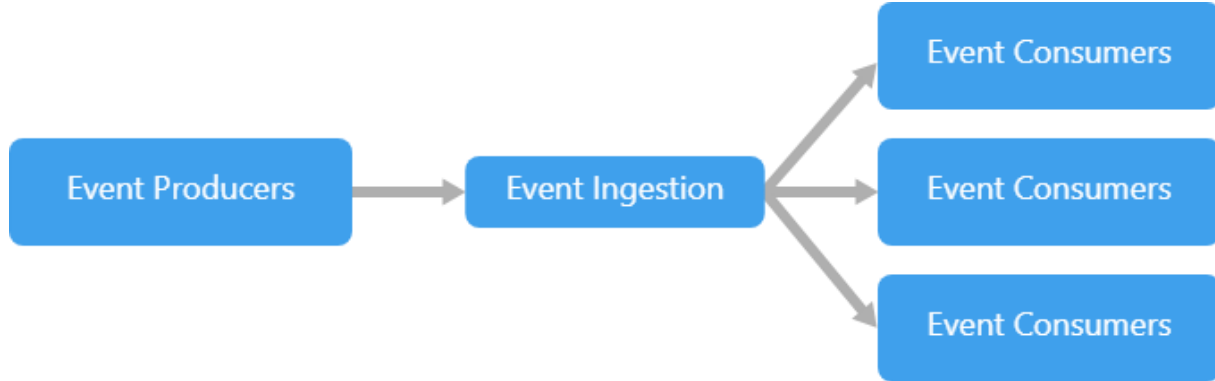 Event Consumers
Event Producers
Event Ingestion
Event Consumers
Event Consumers